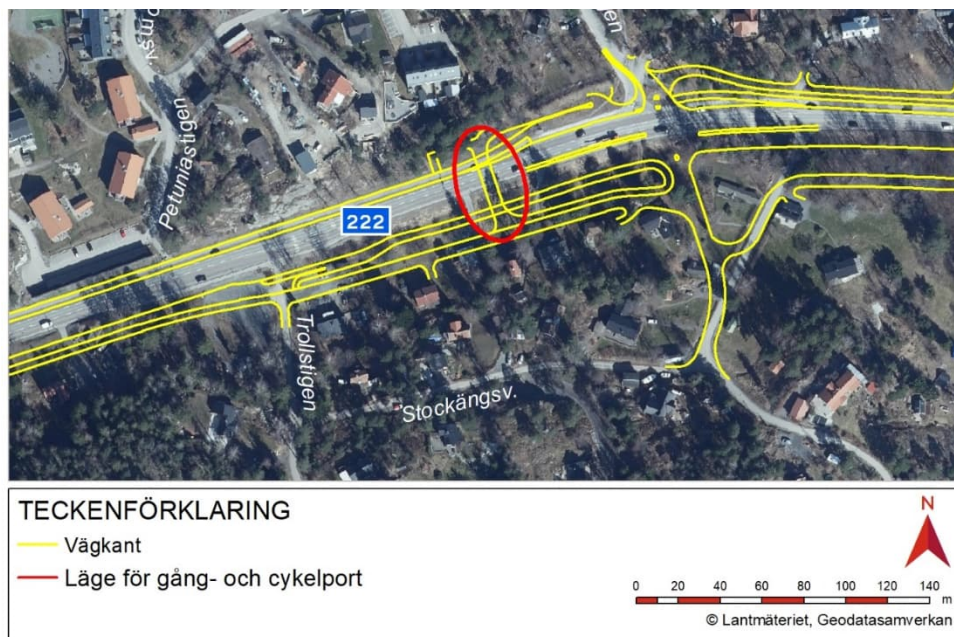 Petuniastigen
222
Trollstigen
Stockängsv.
TECKENFÖRKLARING
Vägkant
Läge för gång- och cykelport
N
0 20 40 60 80 100 120 140
m
© Lantmäteriet, Geodatasamverkan